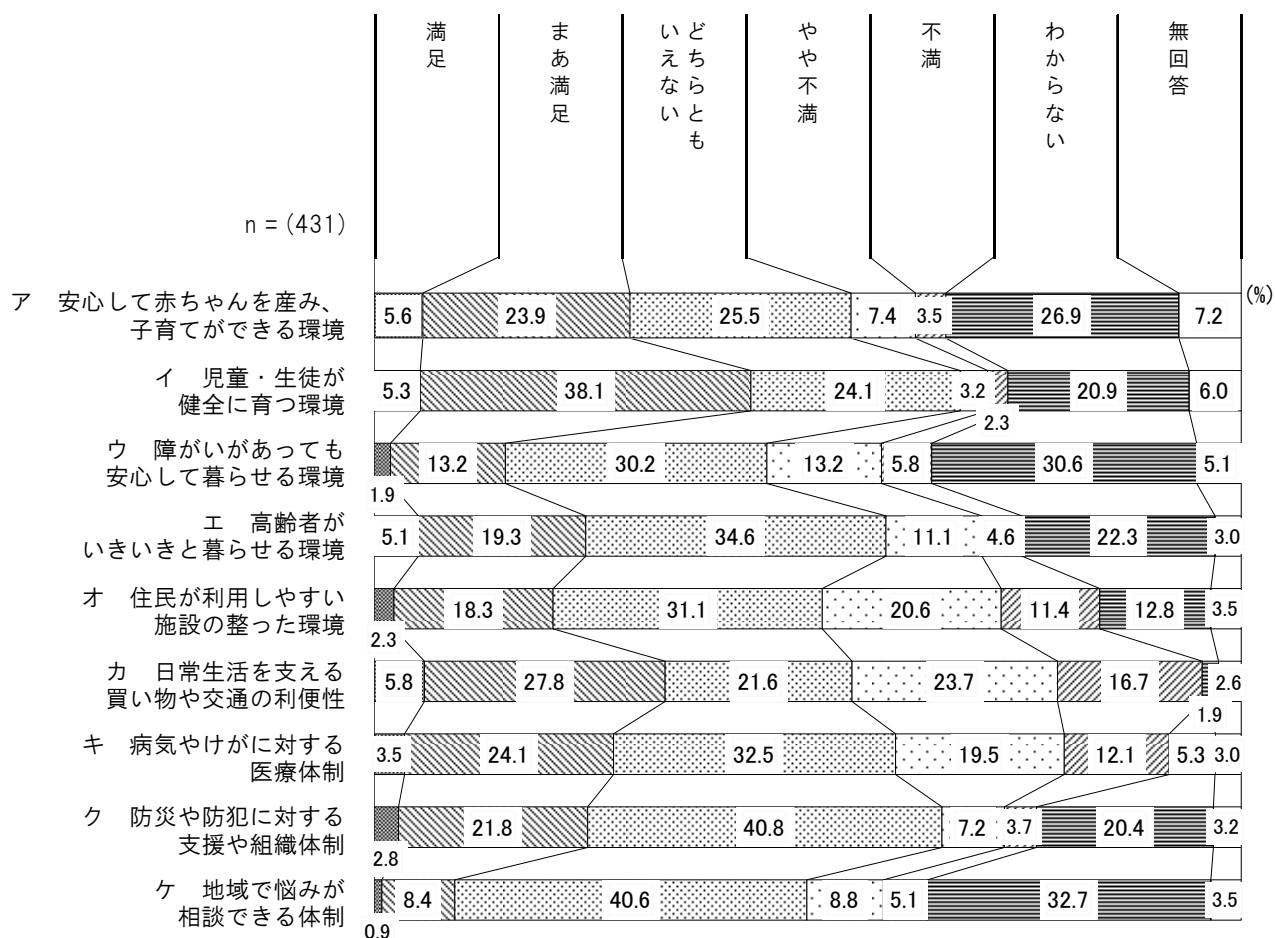 満足
まあ満足
どちらとも
いえない
やや不満
不満
わからない
無回答
n = (431)
(%)
ア 安心して赤ちゃんを産み、
子育てができる環境
5.6 23.9 25.5 7.4 3.5 26.9 7.2
イ 児童・生徒が
健全に育つ環境
5.3 38.1 24.1 3.2 2.3 20.9 6.0
ウ 障がいがあっても
安心して暮らせる環境
1.9 13.2 30.2 13.2 5.8 30.6 5.1
エ 高齢者が
いきいきと暮らせる環境
5.1 19.3 34.6 11.1 4.6 22.3 3.0
オ 住民が利用しやすい
施設の整った環境
2.3 18.3 31.1 20.6 11.4 12.8 3.5
カ 日常生活を支える
買い物や交通の利便性
5.8 27.8 21.6 23.7 16.7 1.9 2.6
キ 病気やけがに対する
医療体制
3.5 24.1 32.5 19.5 12.1 5.3 3.0
ク 防災や防犯に対する
支援や組織体制
2.8 21.8 40.8 7.2 3.7 20.4 3.2
ケ 地域で悩みが
相談できる体制
0.9 8.4 40.6 8.8 5.1 32.7 3.5